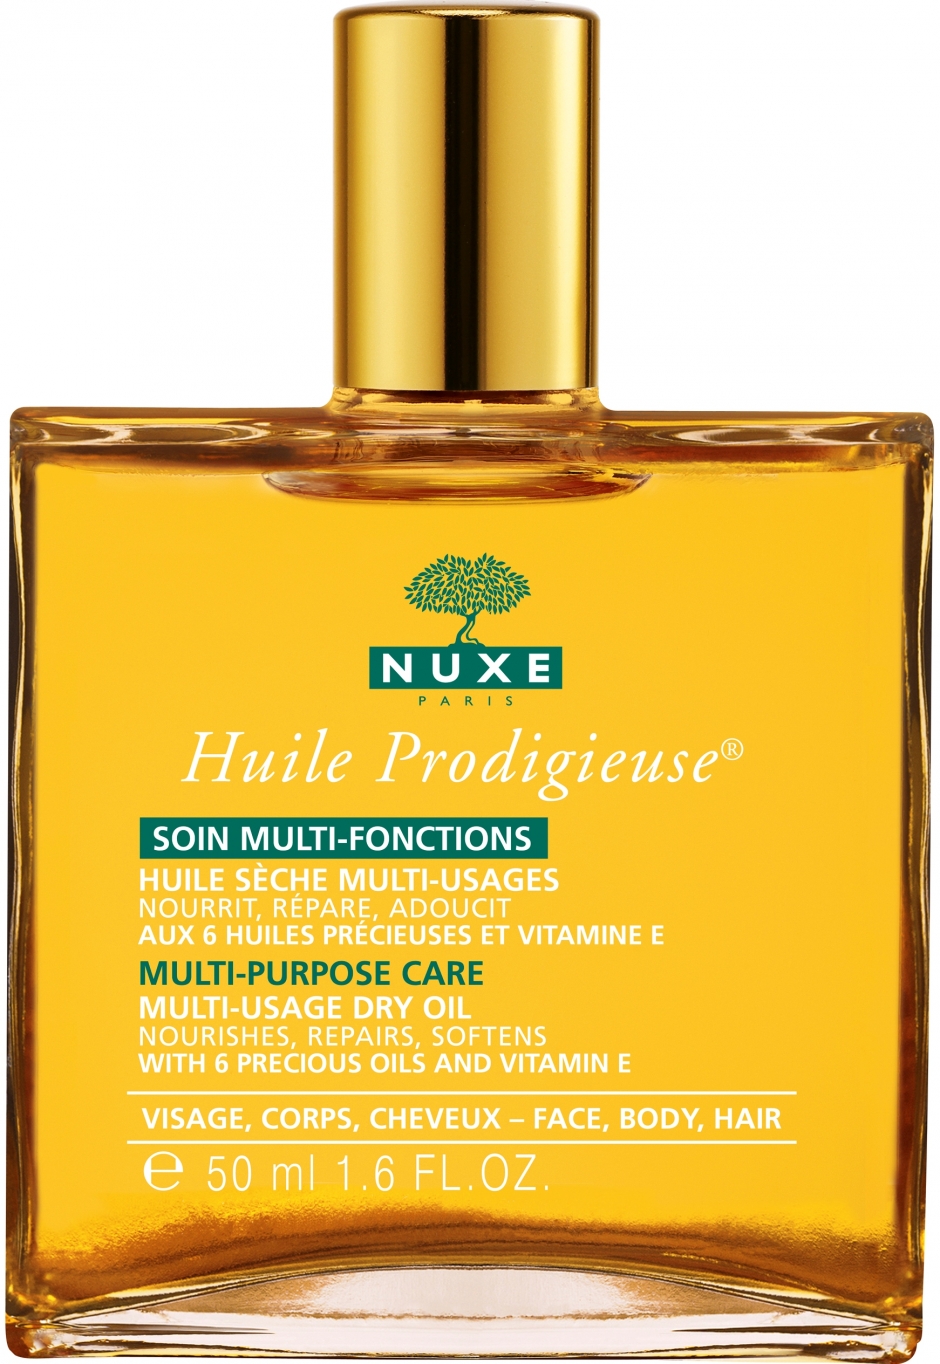 NUXE
PARIS
Huile Prodigieuse®
SOIN MULTI-FONCTIONS
HUILE SÈCHE MULTI-USAGES
NOURRIT, RÉPARE, ADOUCIT
AUX 6 HUILES PRÉCIEUSES ET VITAMINE E
MULTI-PURPOSE CARE
MULTI-USAGE DRY OIL
NOURISHES, REPAIRS, SOFTENS
WITH 6 PRECIOUS OILS AND VITAMIN E
VISAGE, CORPS, CHEVEUX – FACE, BODY, HAIR
℮ 50 ml 1.6 FL.OZ.